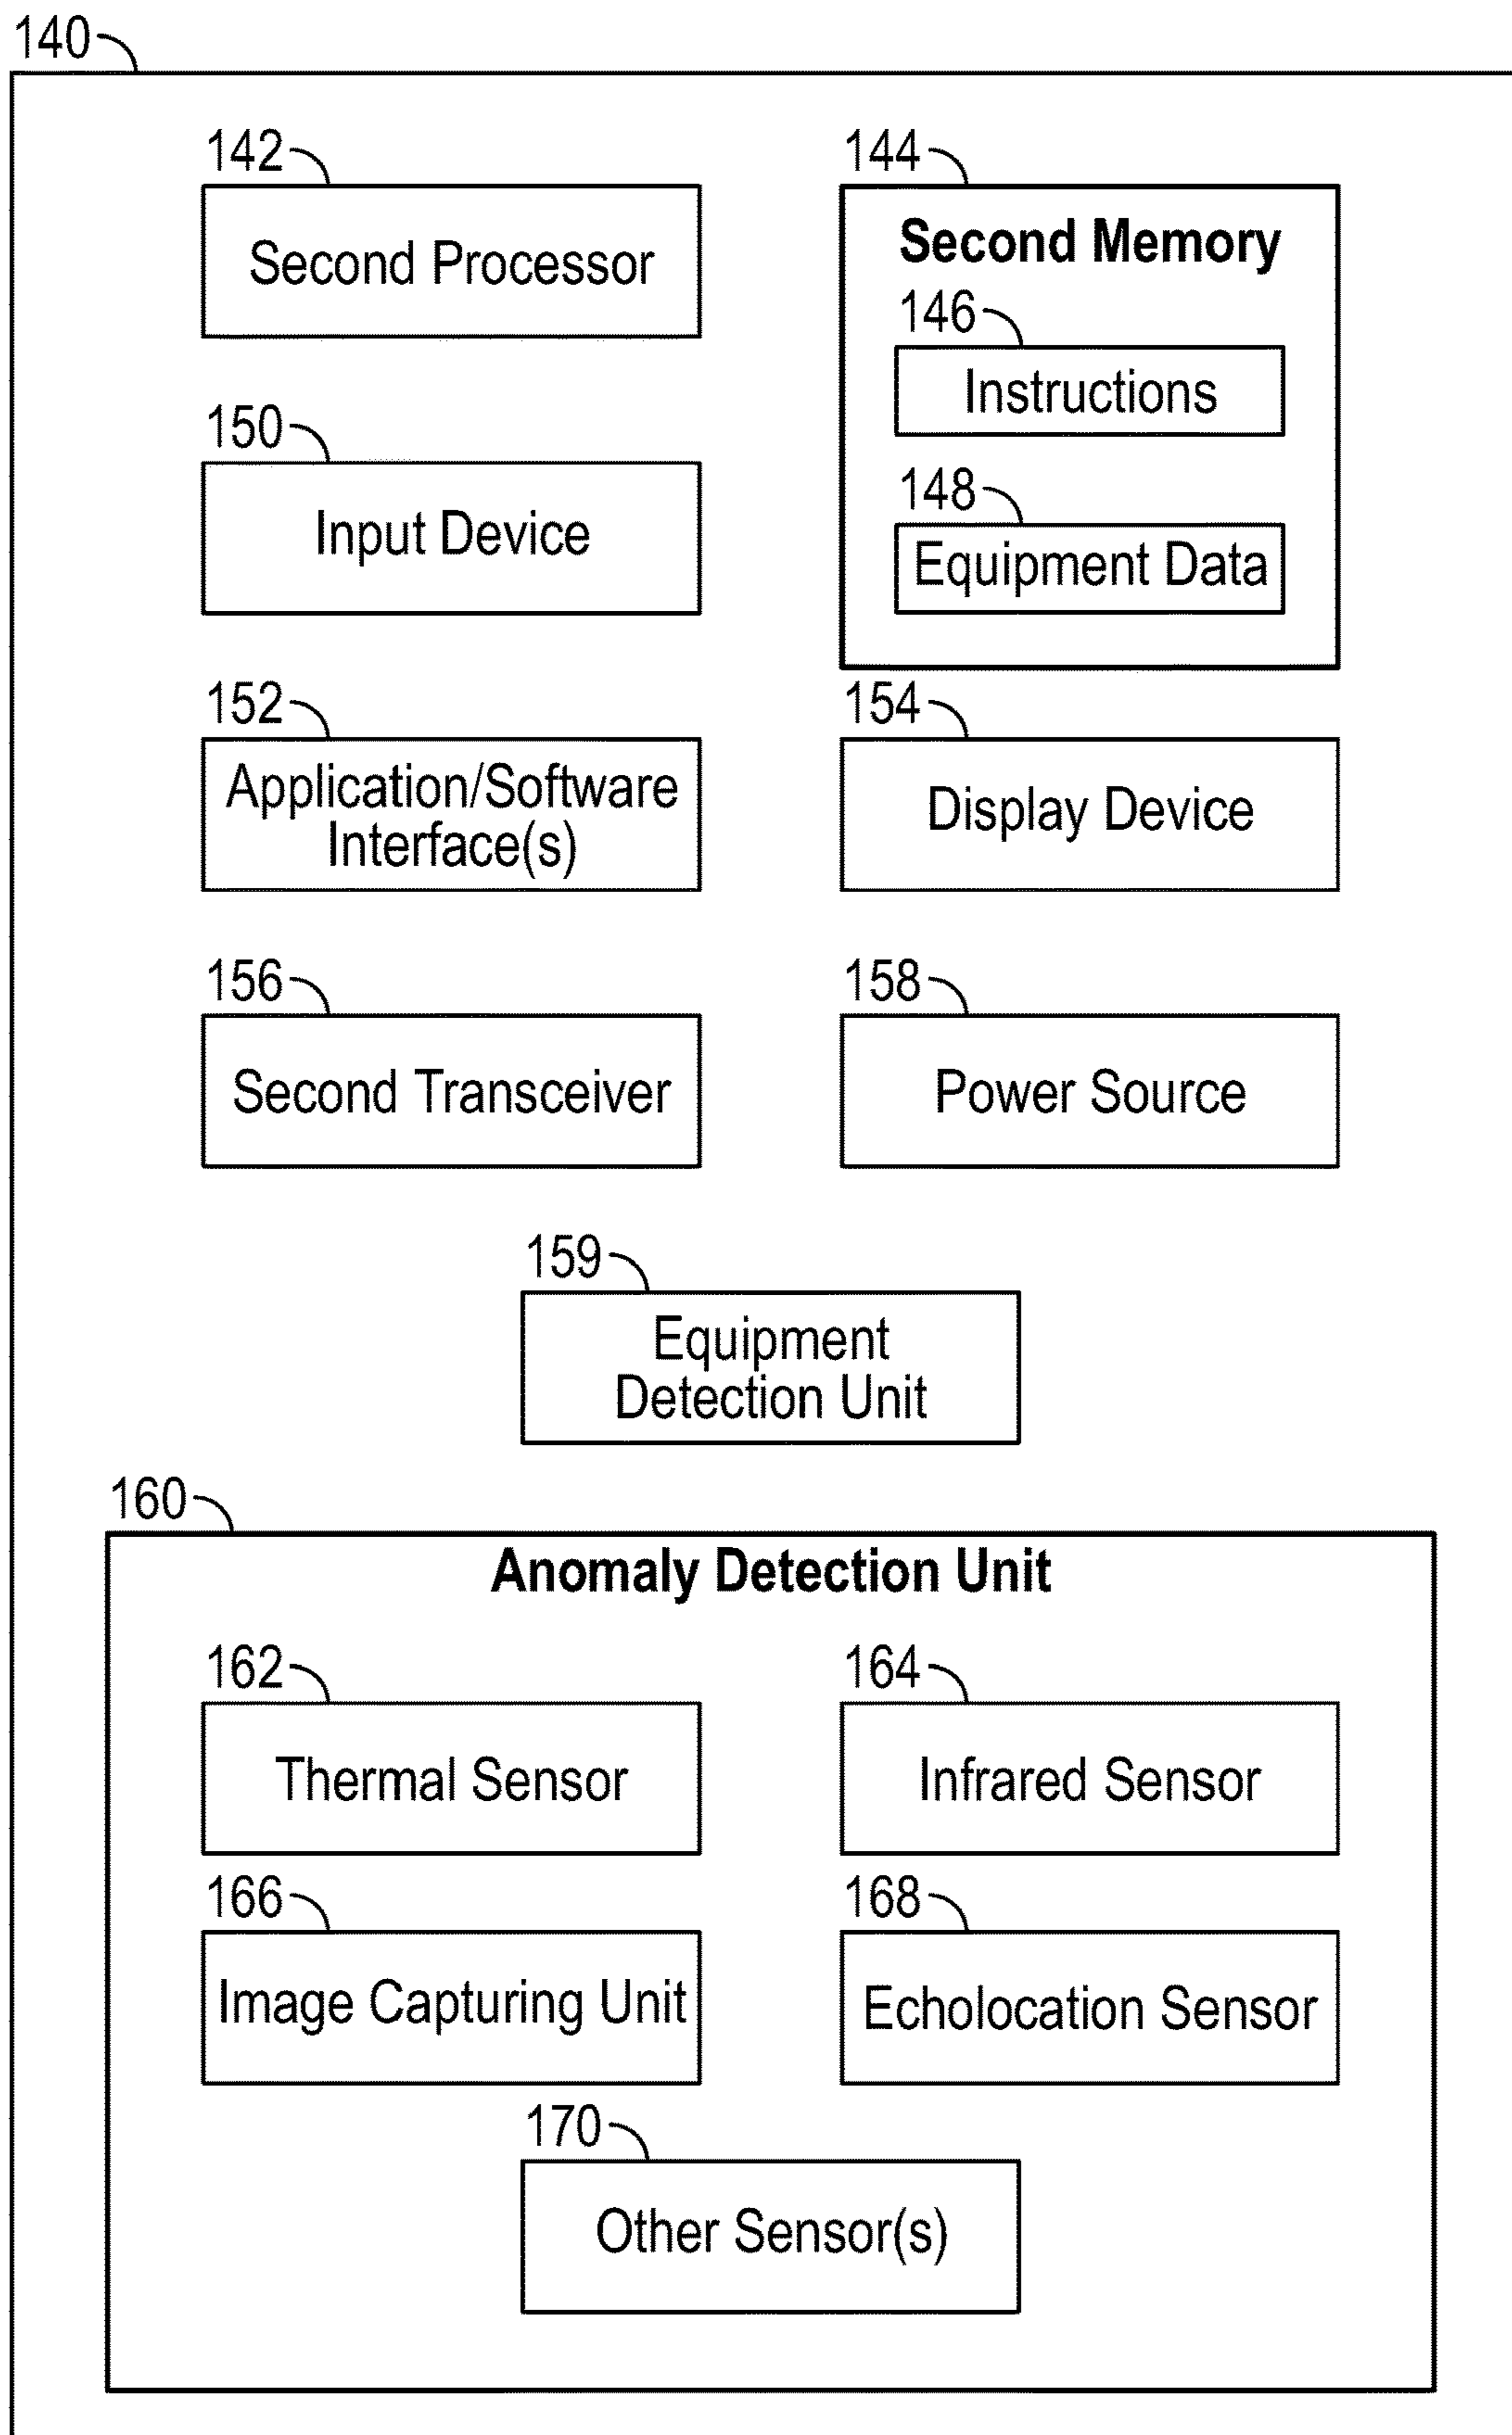 140
142
Second Processor
144
Second Memory
146
Instructions
148
Equipment Data
150
Input Device
152
Application/Software
Interface(s)
154
Display Device
156
Second Transceiver
158
Power Source
159
Equipment
Detection Unit
160
Anomaly Detection Unit
162
Thermal Sensor
164
Infrared Sensor
166
Image Capturing Unit
168
Echolocation Sensor
170
Other Sensor(s)